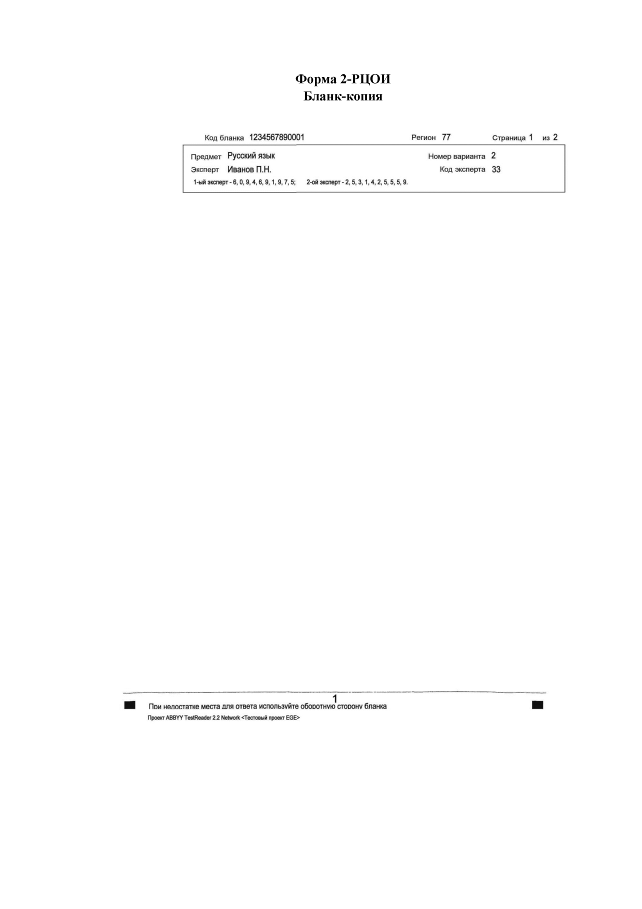 Форма 2-РЦОИ
Бланк-копия
Код бланка 1234567890001 Регион 77 Страница 1 из 2
Предмет Русский язык Номер варианта 2
Эксперт Иванов П.Н. Код эксперта 33
1-ый эксперт - 6, 0, 9, 4, 6, 9, 1, 9, 7, 5; 2-ой эксперт - 2, 5, 3, 1, 4, 2, 5, 5, 5, 9.
1
При недостатке места для ответа используйте оборотную сторону бланка
Проект ABBYY TestReader 2.2 Network <Тестовый проект EGE>